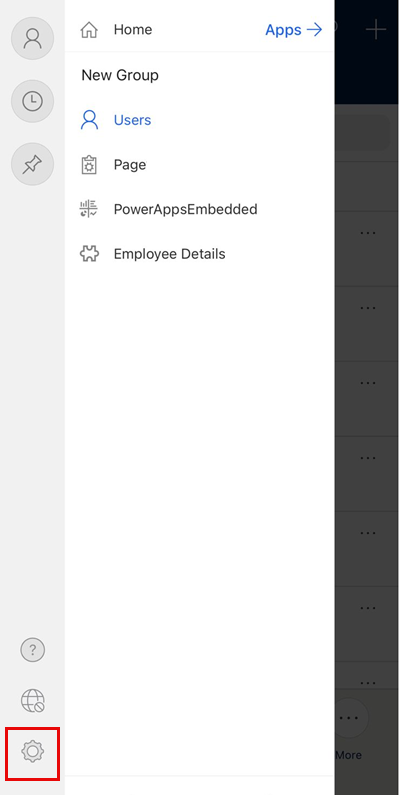 Home
Apps
New Group
Users
Page
PowerAppsEmbedded
Employee Details
?
More